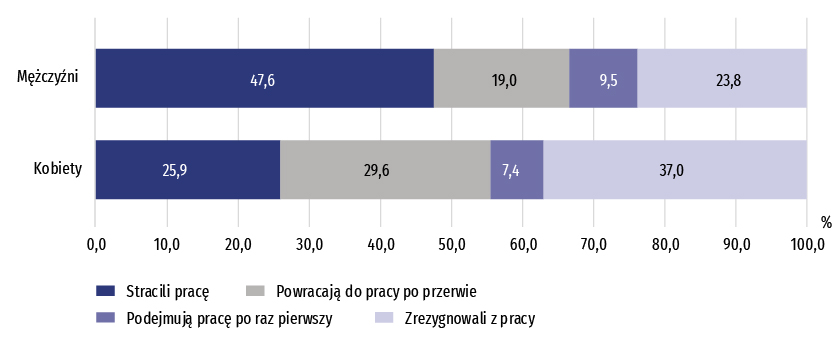 Mężczyźni 47,6 19,0 9,5 23,8
Kobiety 25,9 29,6 7,4 37,0
%
0,0 10,0 20,0 30,0 40,0 50,0 60,0 70,0 80,0 90,0 100,0
Stracili pracę Powracają do pracy po przerwie
Podejmują pracę po raz pierwszy Zrezygnowali z pracy